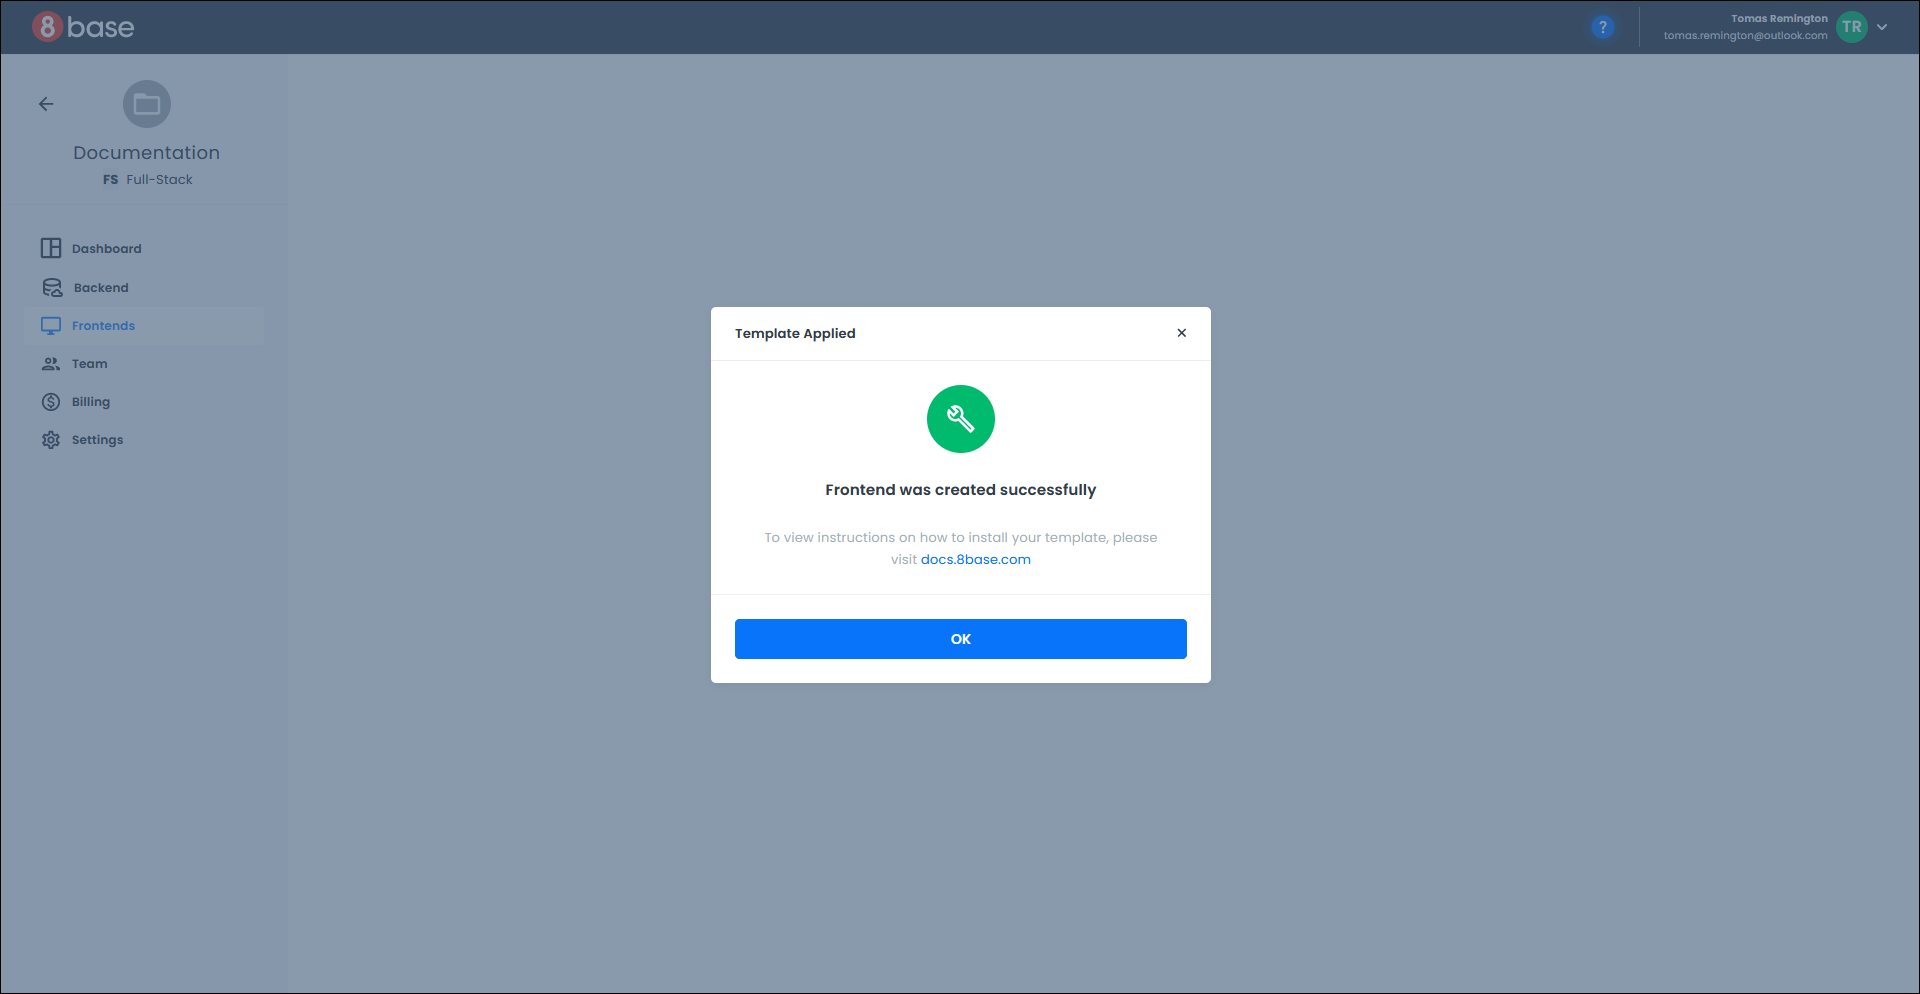 8base
?
Tomas Remington
tomas.remington@outlook.com
TR
Documentation
FS Full-Stack
Dashboard
Backend
Frontends
Team
Billing
Settings
Template Applied
Frontend was created successfully
To view instructions on how to install your template, please
visit docs.8base.com
OK